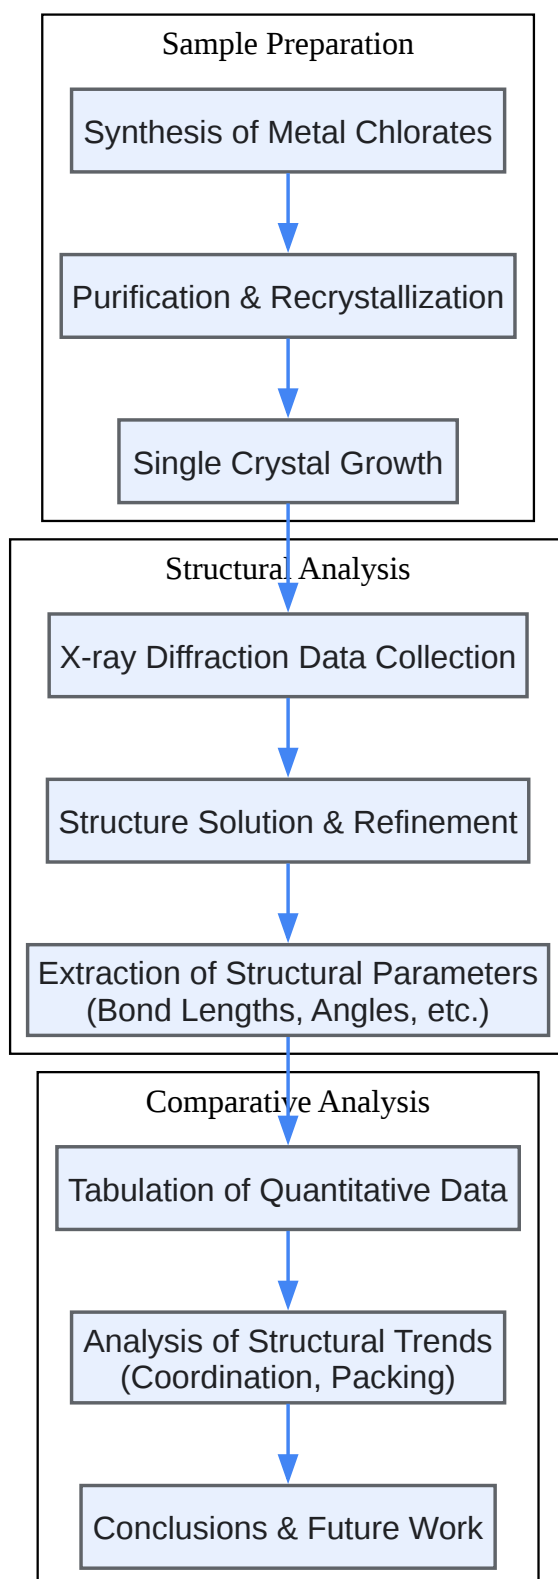 Sample Preparation
Synthesis of Metal Chlorates
Purification & Recrystallization
Single Crystal Growth
Structural Analysis
X-ray Diffraction Data Collection
Structure Solution & Refinement
Extraction of Structural Parameters
(Bond Lengths, Angles, etc.)
Comparative Analysis
Tabulation of Quantitative Data
Analysis of Structural Trends
(Coordination, Packing)
Conclusions & Future Work